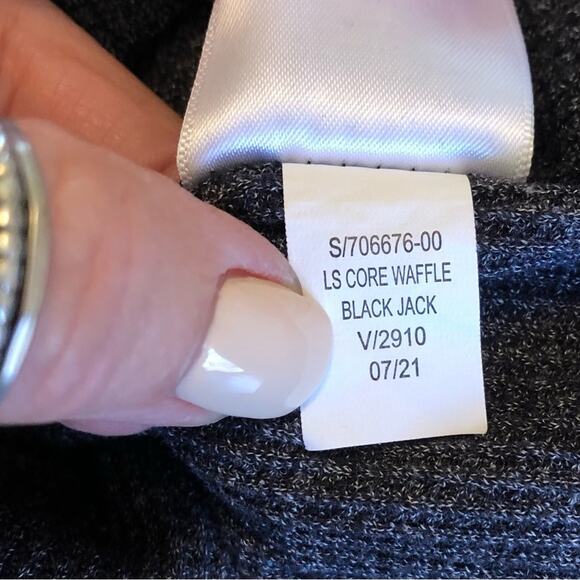 S/706676-00
LS CORE WAFFLE
BLACK JACK
V/2910
07/21